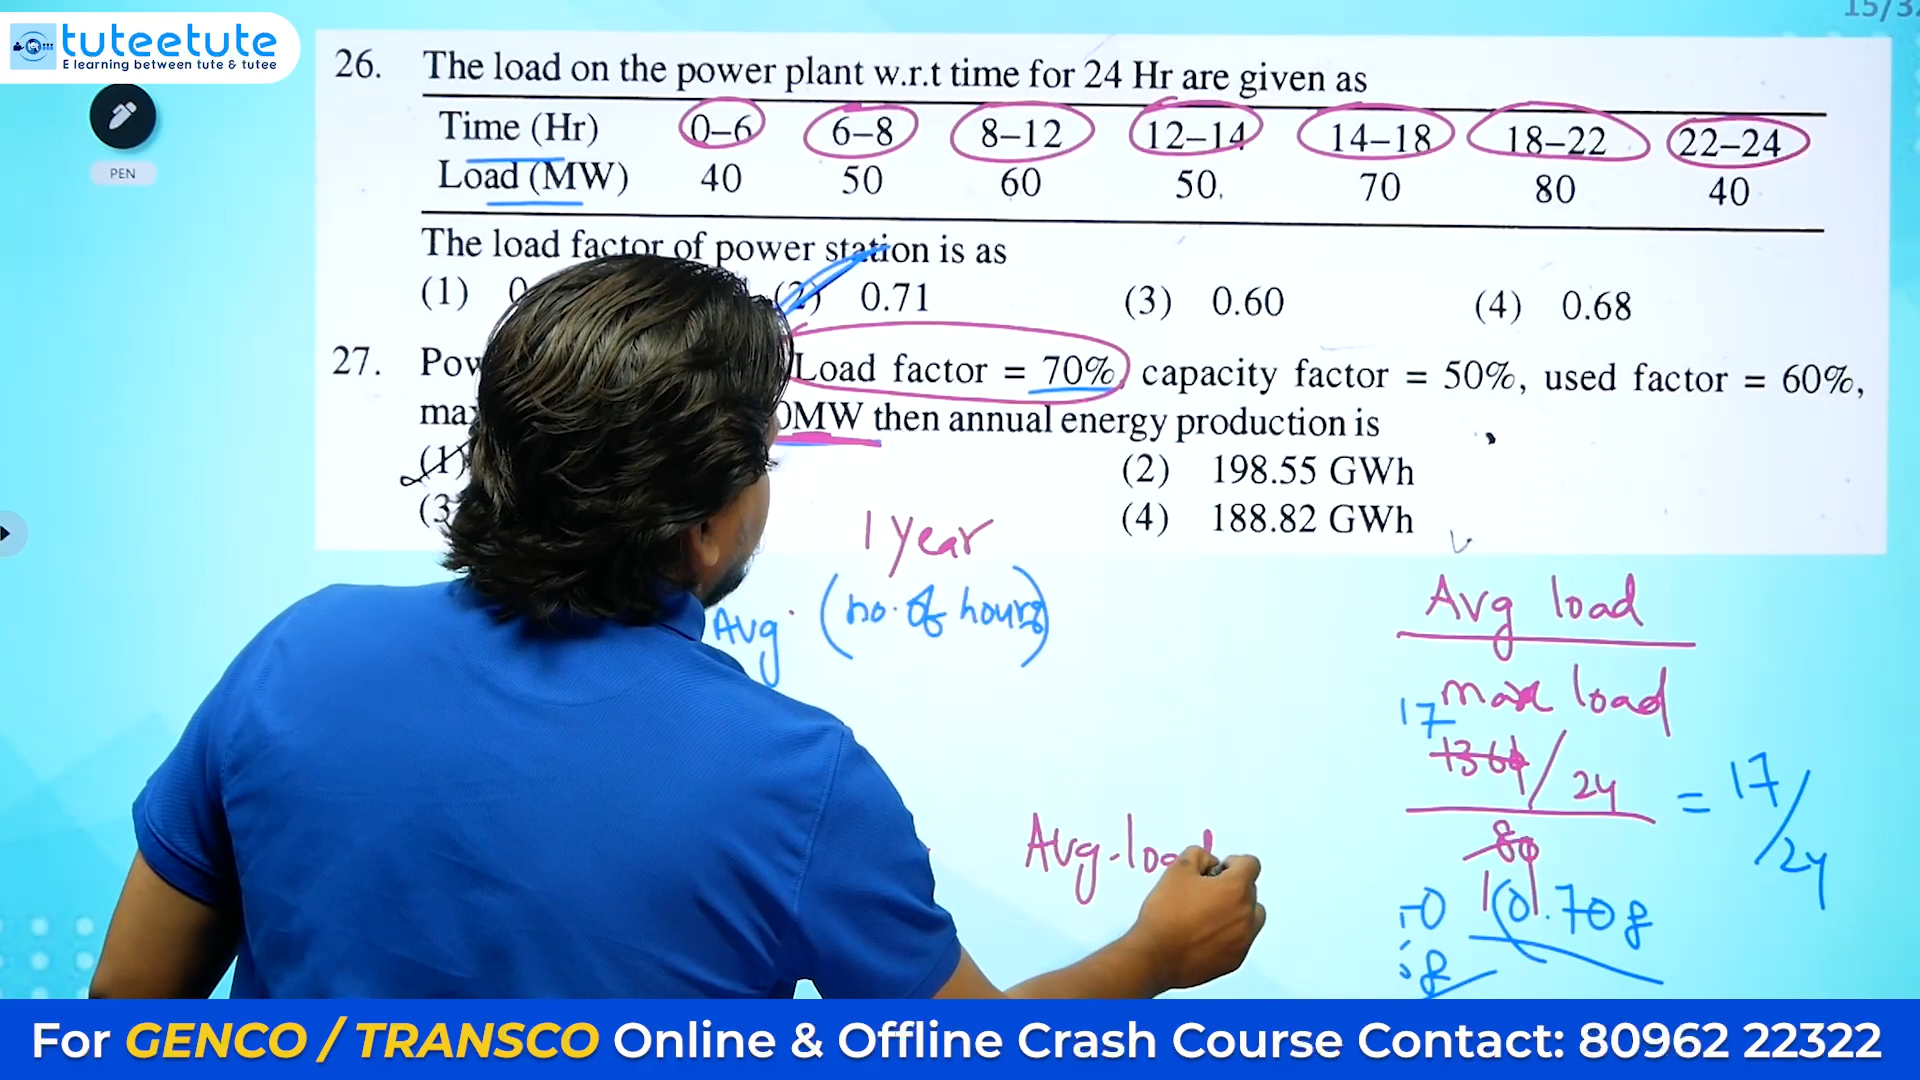 15/32
tuteetute
E learning between tute & tutee
PEN
26. The load on the power plant w.r.t time for 24 Hr are given as
Time (Hr) 0–6 6–8 8–12 12–14 14–18 18–22 22–24
Load (MW) 40 50 60 50 70 80 40
The load factor of power station is as
(1) (2) 0.71 (3) 0.60 (4) 0.68
27. Load factor = 70%, capacity factor = 50%, used factor = 60%,
MW then annual energy production is
(1) (2) 198.55 GWh
(3 (4) 188.82 GWh
1 Year
Avg. (no. of hours)
Avg load
max load
17
1360/24
80
= 17/24
0.708
Avg. load
For GENCO / TRANSCO Online & Offline Crash Course Contact: 80962 22322